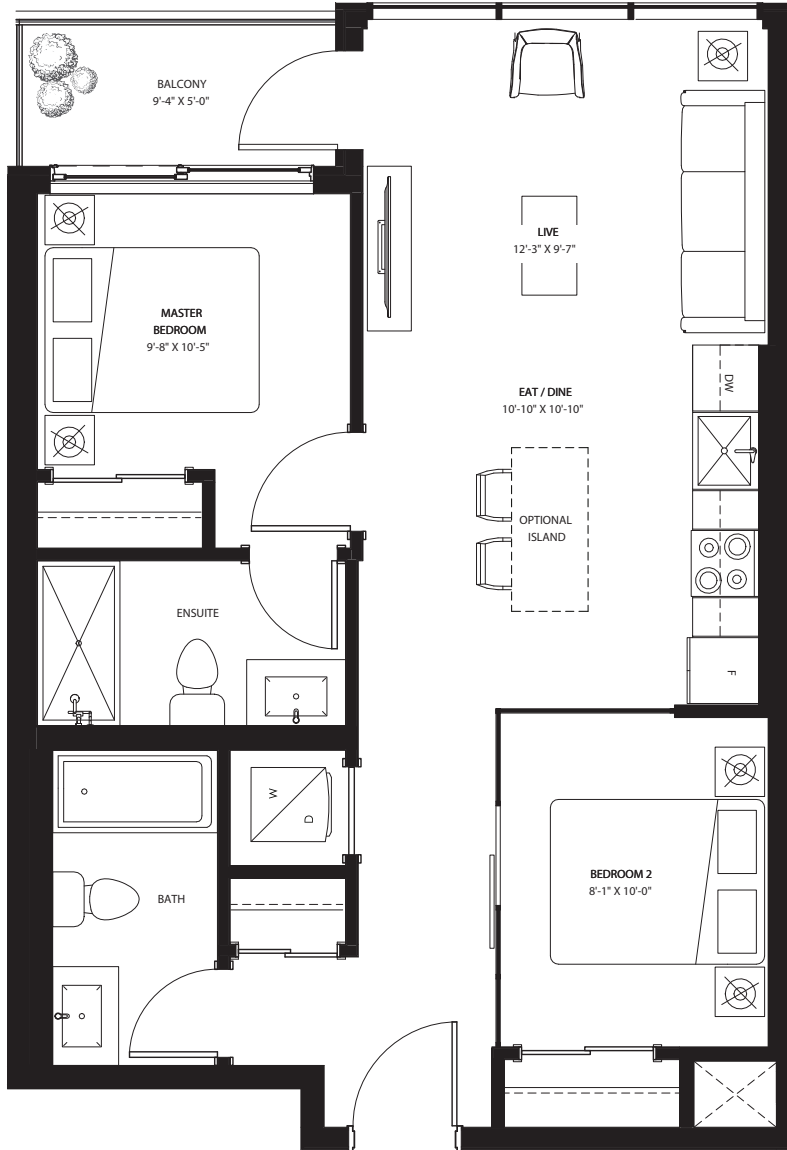 BALCONY
9'-4" X 5'-0"
LIVE
12'-3" X 9'-7"
MASTER
BEDROOM
9'-8" X 10'-5"
DW
EAT / DINE
10'-10" X 10'-10"
OPTIONAL
ISLAND
ENSUITE
F
W
D
BEDROOM 2
8'-1" X 10'-0"
BATH